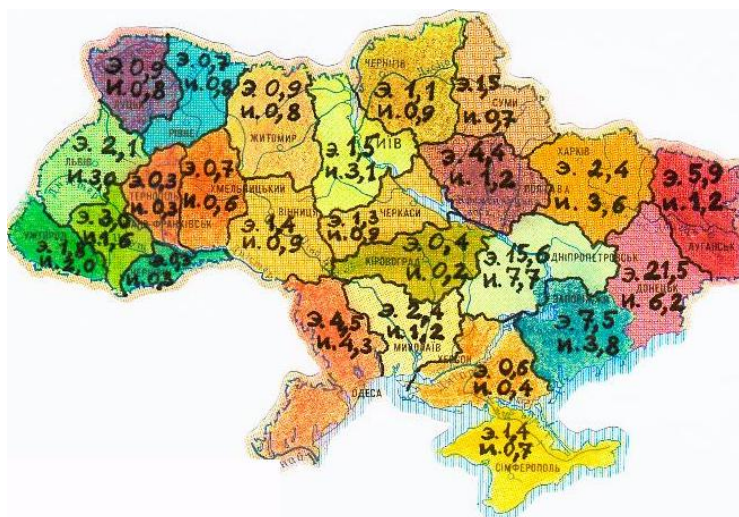 Э. 0,9
И. 0,8
ЛУЦЬК
Э. 0,7
И. 0,8
РІВНЕ
Э. 0,9
И. 0,8
ЖИТОМИР
Э. 1,5
И. 3,1
ЧЕРНІГІВ
Э. 1,1
И. 0,9
Э. 1,5
СУМИ
И. 0,7
Э. 2,1
ЛЬВІВ
Э. 0,3
И. 0,3
Э. 0,7
И. 0,6
ХМЕЛЬНИЦЬКИЙ
Э. 4,4
И. 1,2
ПОЛТАВА
ХАРКІВ
Э. 2,4
И. 3,6
Э. 5,9
И. 1,2
ЛУГАНСЬК
Э. 3,6
И. 1,6
УЖГОРОД
Э. 1,8
И. 2,0
ВІННИЦЯ
Э. 1,4
И. 0,9
Э. 1,3
ЧЕРКАСИ
И. 0,9
КІРОВОГРАД
Э. 0,4
И. 0,2
Э. 15,6
И. 7,7
ДНІПРОПЕТРОВСЬК
Э. 21,5
ДОНЕЦЬК
И. 6,2
ЗАПОРІЖЖЯ
Э. 7,5
И. 3,8
Э. 4,5
И. 4,3
ОДЕСА
Э. 2,4
И. 1,2
МИКОЛАЇВ
ХЕРСОН
Э. 0,6
И. 0,4
Э. 1,4
И. 0,7
СІМФЕРОПОЛЬ